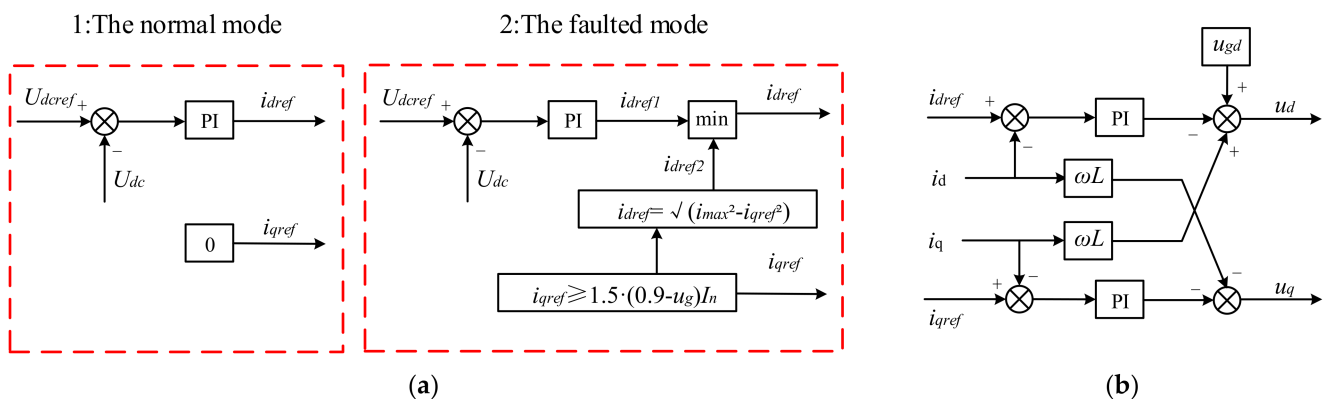 1:The normal mode
2:The faulted mode
Udcref + PI idref
− Udc
0 iqref
Udcref + PI idref1 min idref
− Udc
idref2
idref= √ (imax²-iqref²)
iqref≥1.5·(0.9-ug)In iqref
(a)
ugd
idref + − PI − + + ud
id ωL
iq ωL
iqref + − PI − − uq
(b)